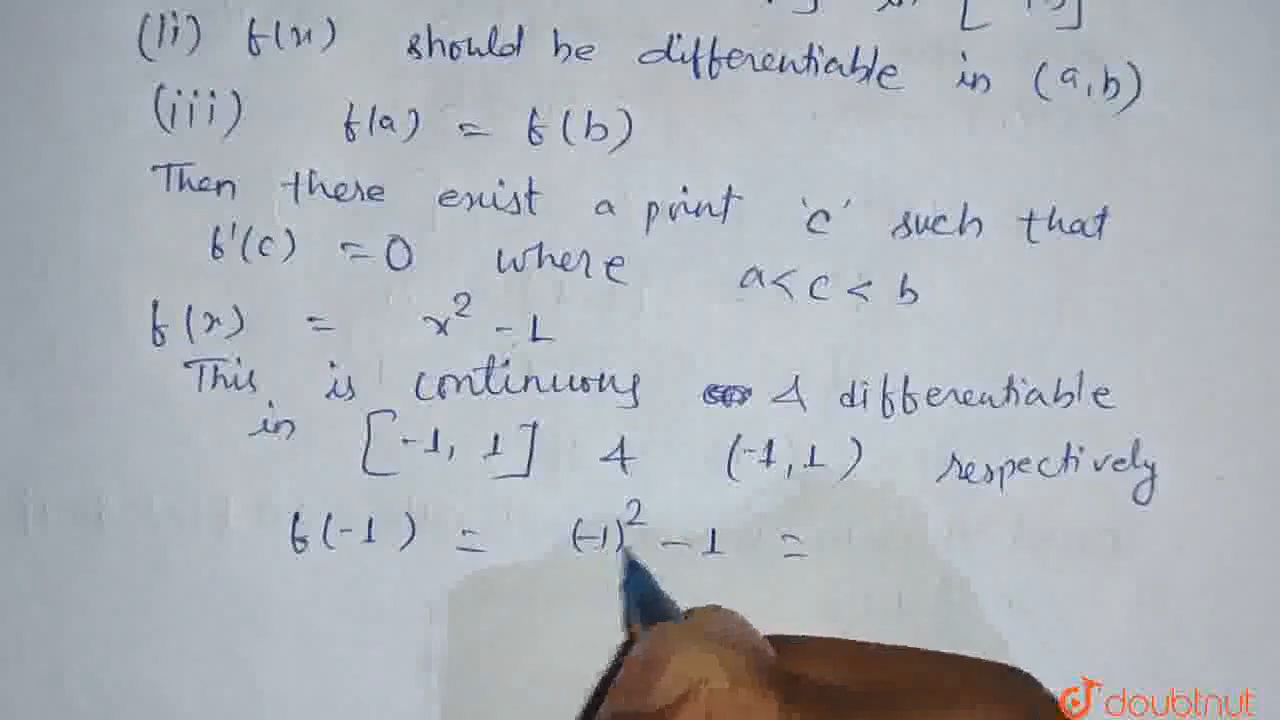 (ii) f(x) should be differentiable in (a,b)
(iii) f(a) = f(b)
Then there exist a point 'c' such that
f'(c) = 0 where a < c < b
f(x) = x² - 1
This is continuous & differentiable
in [-1, 1] & (-1, 1) respectively
f(-1) = (-1)² - 1 =
doubtnut